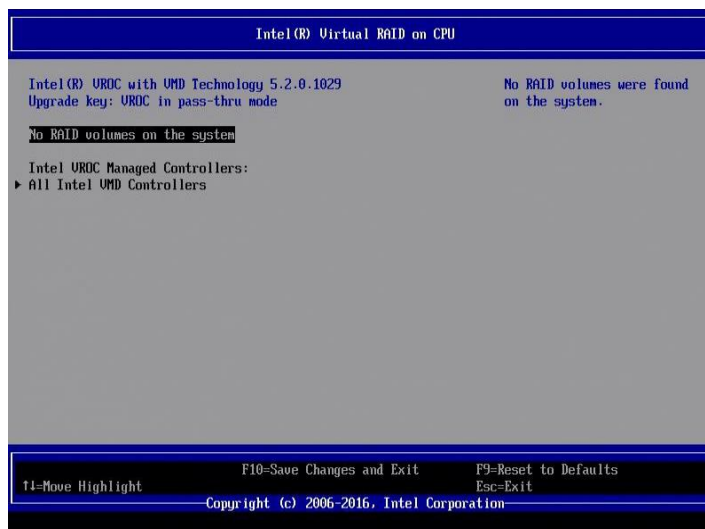 Intel(R) Virtual RAID on CPU
Intel(R) VROC with VMD Technology 5.2.0.1029
Upgrade key: VROC in pass-thru mode
No RAID volumes on the system
Intel VROC Managed Controllers:
▶ All Intel VMD Controllers
No RAID volumes were found
on the system.
F10=Save Changes and Exit
F9=Reset to Defaults
↑↓=Move Highlight
Esc=Exit
Copyright (c) 2006-2016, Intel Corporation